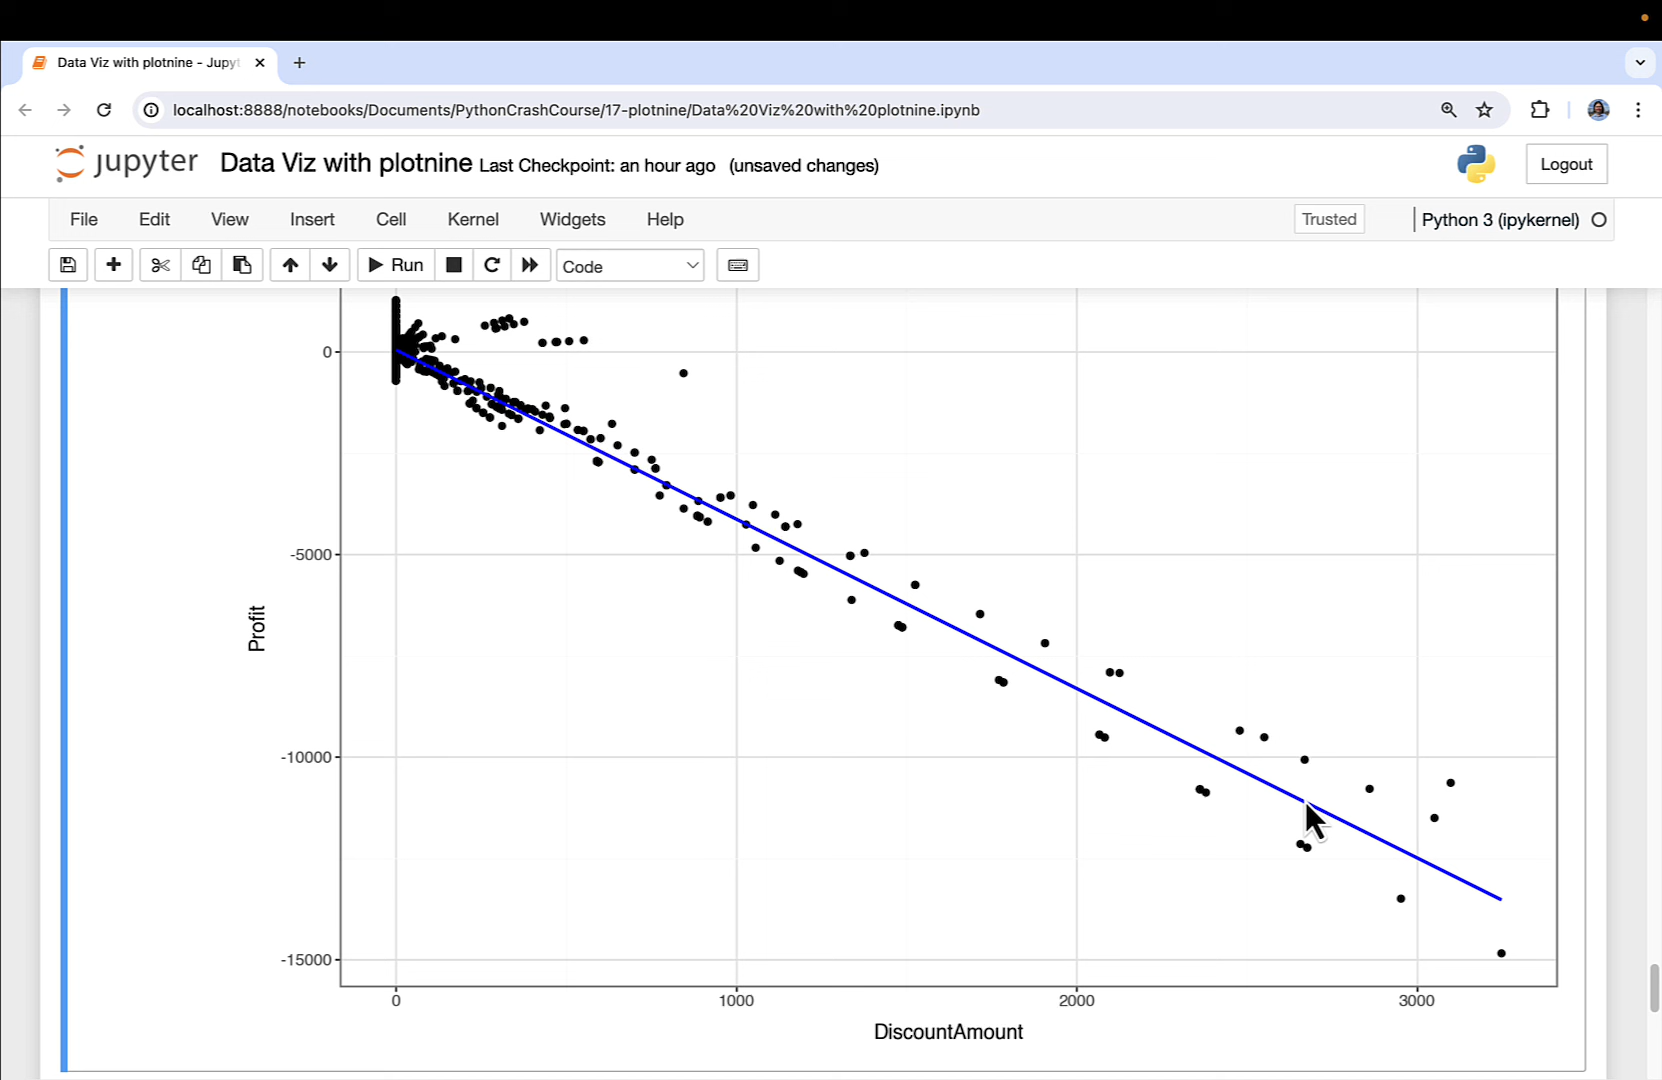 Data Viz with plotnine - Jupyt
localhost:8888/notebooks/Documents/PythonCrashCourse/17-plotnine/Data%20Viz%20with%20plotnine.ipynb
jupyter Data Viz with plotnine Last Checkpoint: an hour ago (unsaved changes)
Logout
File Edit View Insert Cell Kernel Widgets Help
Trusted Python 3 (ipykernel)
Run Code
0
-5000
Profit
-10000
-15000
0 1000 2000 3000
DiscountAmount